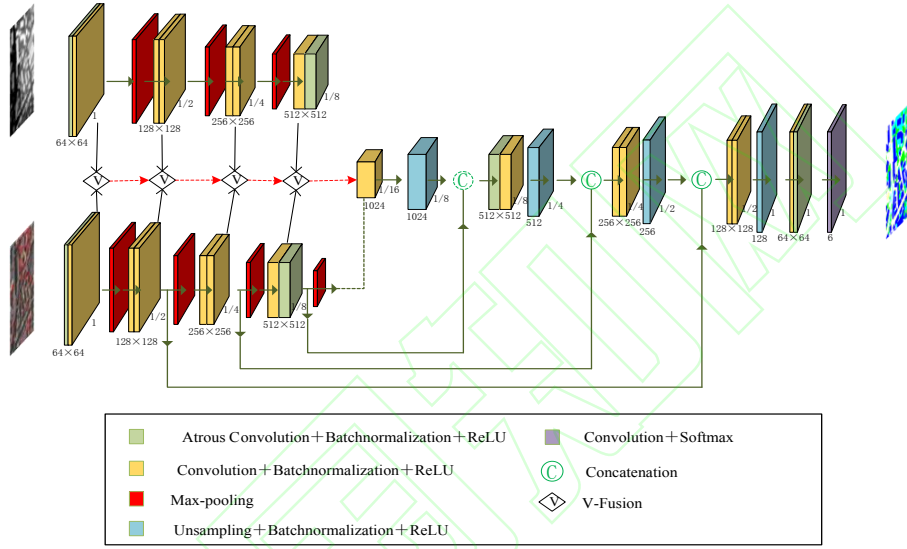 1
1/2
1/4
1/8
64×64
128×128
256×256
512×512
V
V
V
V
1/16
1024
1/8
1024
C
1/8
512×512
1/4
512
C
1/4
256×256
1/2
256
C
1/2
128×128
1
128
1
64×64
1
6
1
1/2
1/4
1/8
64×64
128×128
256×256
512×512
Atrous Convolution+Batchnormalization+ReLU
Convolution+Softmax
Convolution+Batchnormalization+ReLU
C Concatenation
Max-pooling
V V-Fusion
Unsampling+Batchnormalization+ReLU